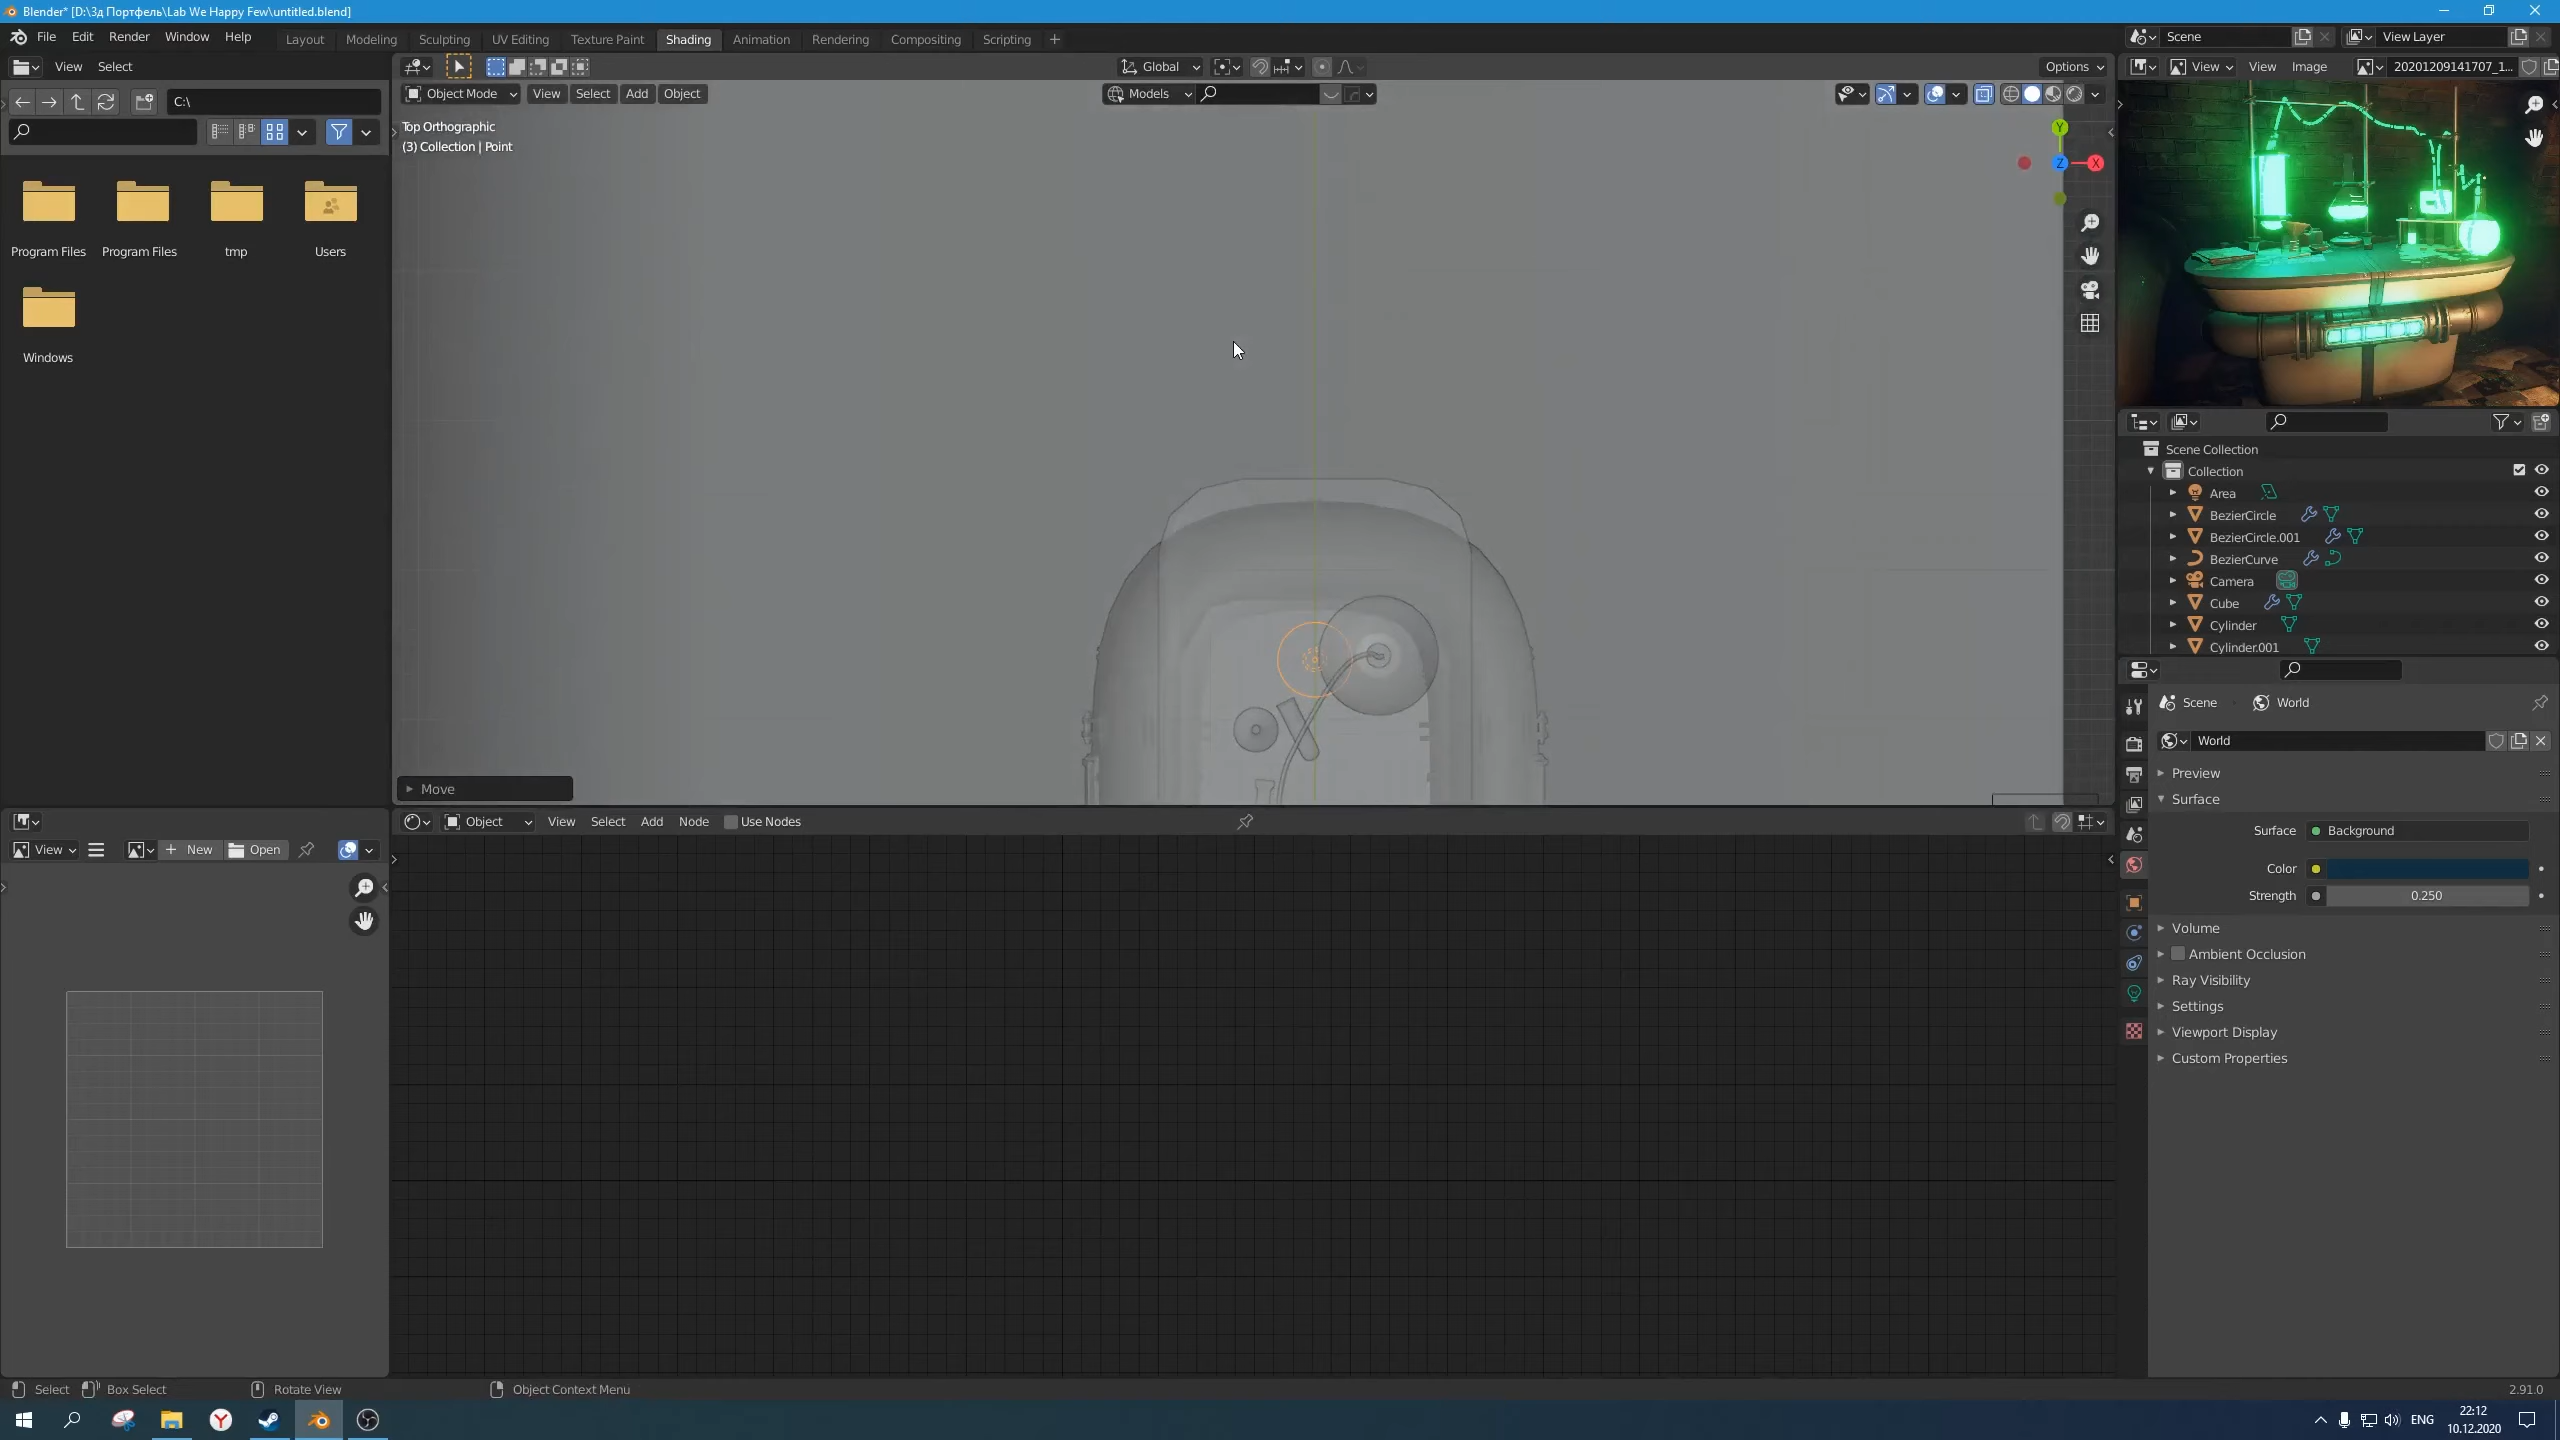 Blender* [D:\3д Портфель\Lab We Happy Few\untitled.blend]
File Edit Render Window Help
Layout Modeling Sculpting UV Editing Texture Paint Shading Animation Rendering Compositing Scripting +
Scene
View Layer
View Select
Global
Options
View View Image 20201209141707_1...
C:\
Object Mode View Select Add Object
Models
Top Orthographic
(3) Collection | Point
Y
Z
X
Program Files Program Files tmp Users
Windows
Scene Collection
Collection
Area
BezierCircle
BezierCircle.001
BezierCurve
Camera
Cube
Cylinder
Cylinder.001
Scene World
World
Preview
Surface
Surface Background
Color
Strength 0.250
Volume
Ambient Occlusion
Ray Visibility
Settings
Viewport Display
Custom Properties
Move
Object View Select Add Node Use Nodes
View + New Open
Select Box Select Rotate View Object Context Menu
2.91.0
ENG
22:12
10.12.2020